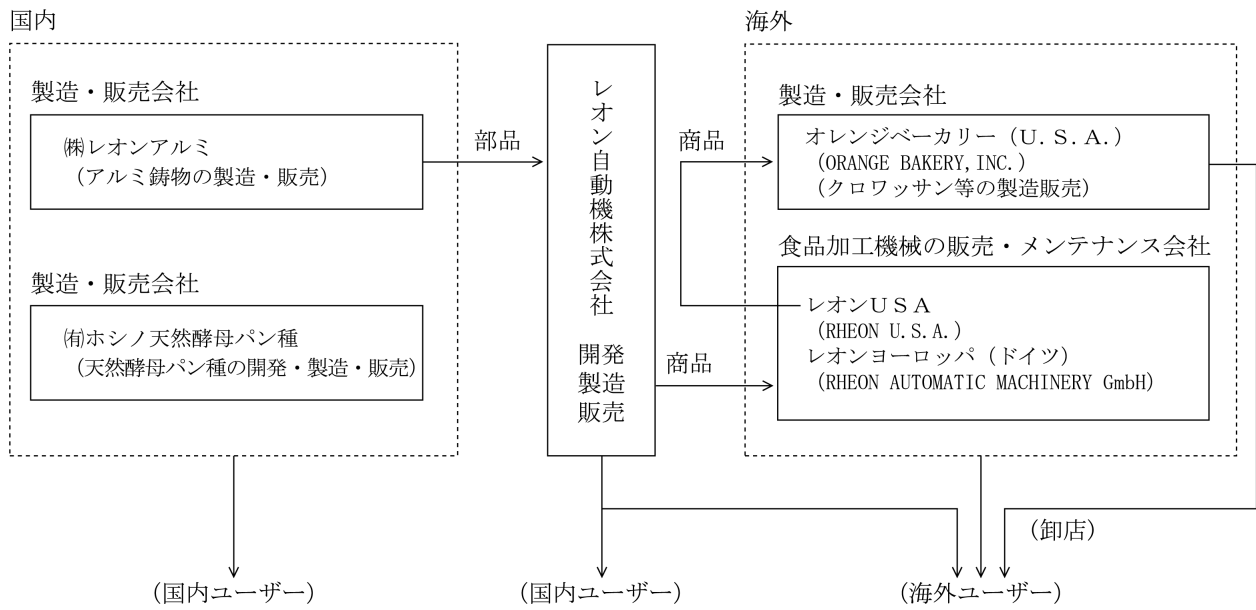 国内
製造・販売会社
㈱レオンアルミ
（アルミ鋳物の製造・販売）
製造・販売会社
㈲ホシノ天然酵母パン種
（天然酵母パン種の開発・製造・販売）
部品
レオン自動機株式会社
開発
製造
販売
商品
商品
海外
製造・販売会社
オレンジベーカリー（Ｕ．Ｓ．Ａ．）
（ORANGE BAKERY,INC.）
（クロワッサン等の製造販売）
食品加工機械の販売・メンテナンス会社
レオンＵＳＡ
（RHEON U.S.A.）
レオンヨーロッパ（ドイツ）
（RHEON AUTOMATIC MACHINERY GmbH）
（卸店）
（国内ユーザー）
（国内ユーザー）
（海外ユーザー）